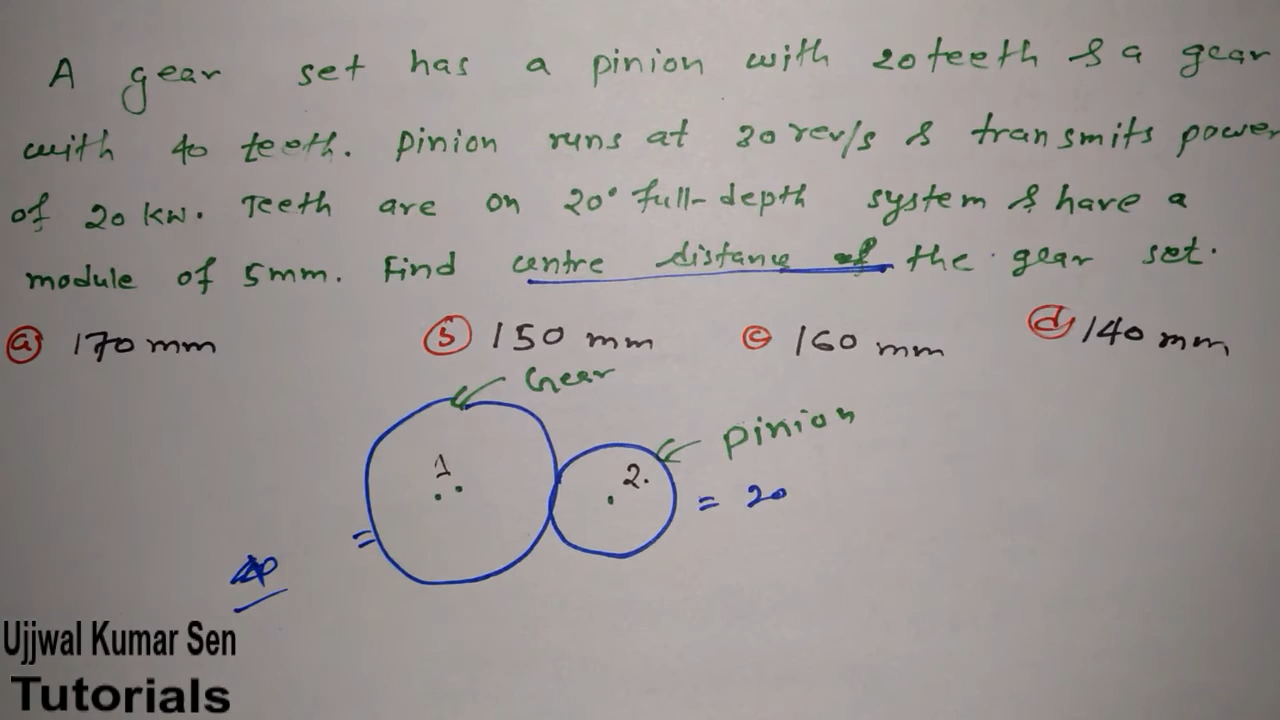 A gear set has a pinion with 20 teeth & a gear
with 40 teeth. Pinion runs at 30 rev/s & transmits power
of 20 kw. Teeth are on 20° full-depth system & have a
module of 5mm. Find centre distance of the gear set.
(a) 170 mm (b) 150 mm (c) 160 mm (d) 140 mm
Gear
Pinion
1 2.
= 20
=
Ujjwal Kumar Sen
Tutorials